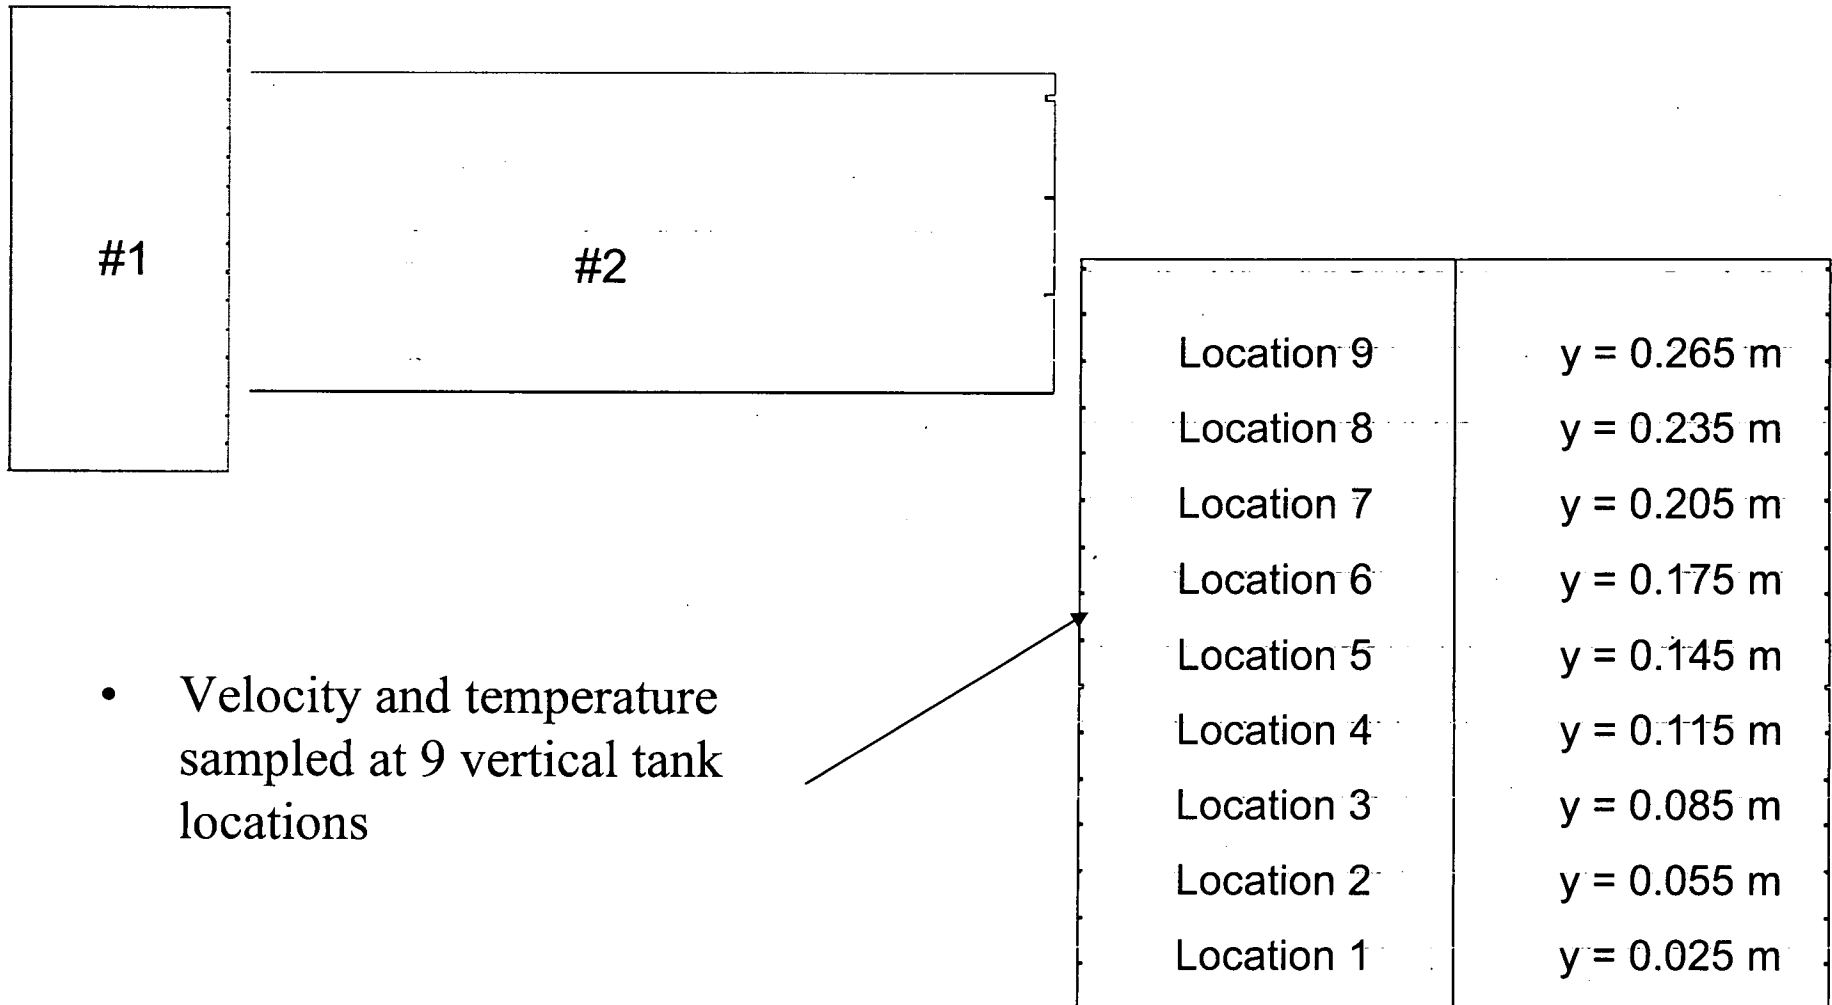 #1
#2
• Velocity and temperature
sampled at 9 vertical tank
locations
Location 9 y = 0.265 m
Location 8 y = 0.235 m
Location 7 y = 0.205 m
Location 6 y = 0.175 m
Location 5 y = 0.145 m
Location 4 y = 0.115 m
Location 3 y = 0.085 m
Location 2 y = 0.055 m
Location 1 y = 0.025 m